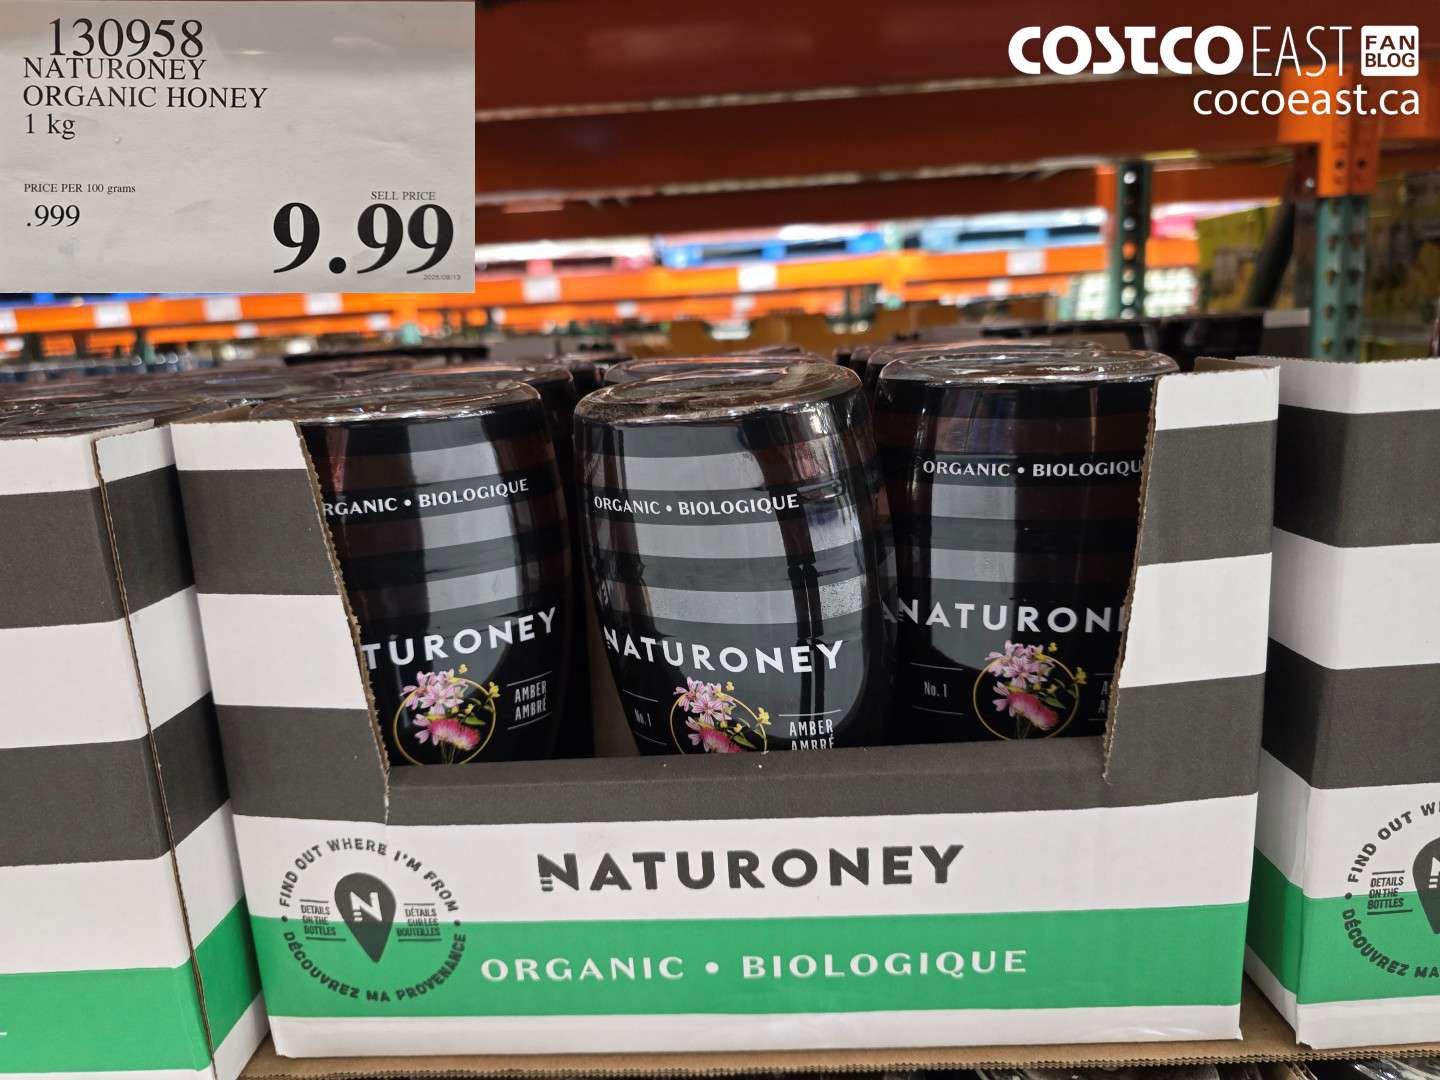 130958
NATURONEY
ORGANIC HONEY
1 kg
PRICE PER 100 grams
.999
SELL PRICE
9.99
COSTCO EAST FAN BLOG
cocoeast.ca
RGANIC • BIOLOGIQUE
TURONEY
AMBER
AMBRÉ
ORGANIC • BIOLOGIQUE
NATURONEY
No. 1
AMBER
AMBRÉ
ORGANIC • BIOLOGIQU
NATURON
No. 1
FIND OUT WHERE I'M FROM
DETAILS
ON THE
BOTTLES
N
DÉTAILS
SUR LES
BOUTEILLES
DÉCOUVREZ MA PROVENANCE
NATURONEY
ORGANIC • BIOLOGIQUE
FIND OUT W
DETAILS
ON THE
BOTTLES
DÉCOUVREZ MA